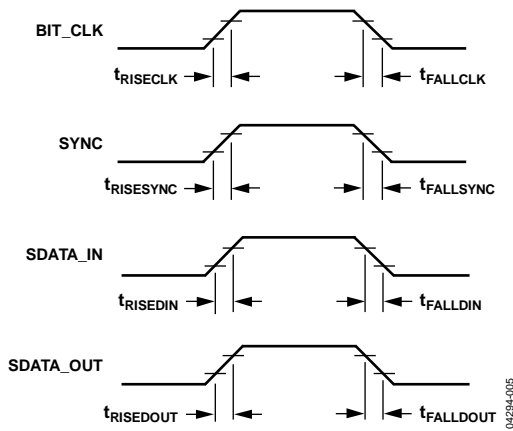 BIT_CLK
tRISECLK
tFALLCLK
SYNC
tRISESYNC
tFALLSYNC
SDATA_IN
tRISEDIN
tFALLDIN
SDATA_OUT
tRISEDOUT
tFALLDOUT
04294-005